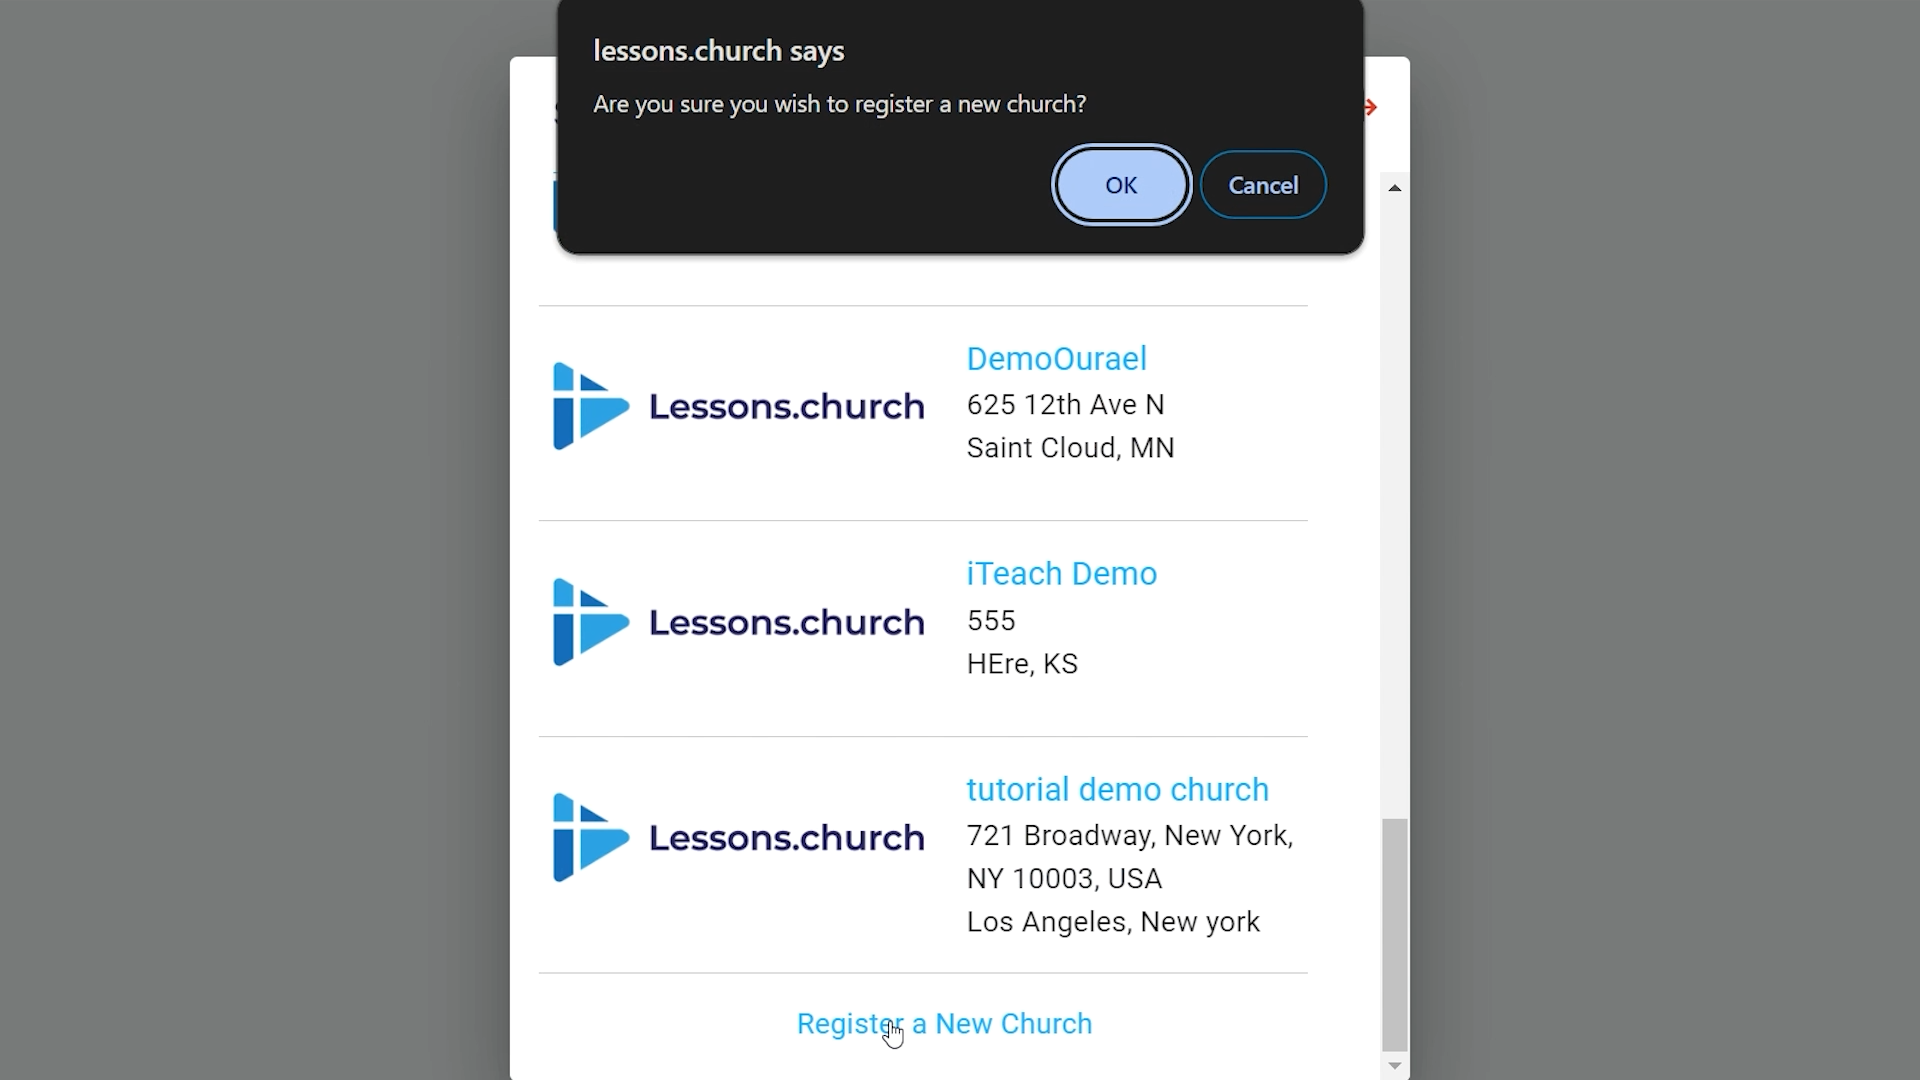 lessons.church says
Are you sure you wish to register a new church?
OK
Cancel
Lessons.church
DemoOurael
625 12th Ave N
Saint Cloud, MN
Lessons.church
iTeach Demo
555
HEre, KS
Lessons.church
tutorial demo church
721 Broadway, New York,
NY 10003, USA
Los Angeles, New york
Register a New Church